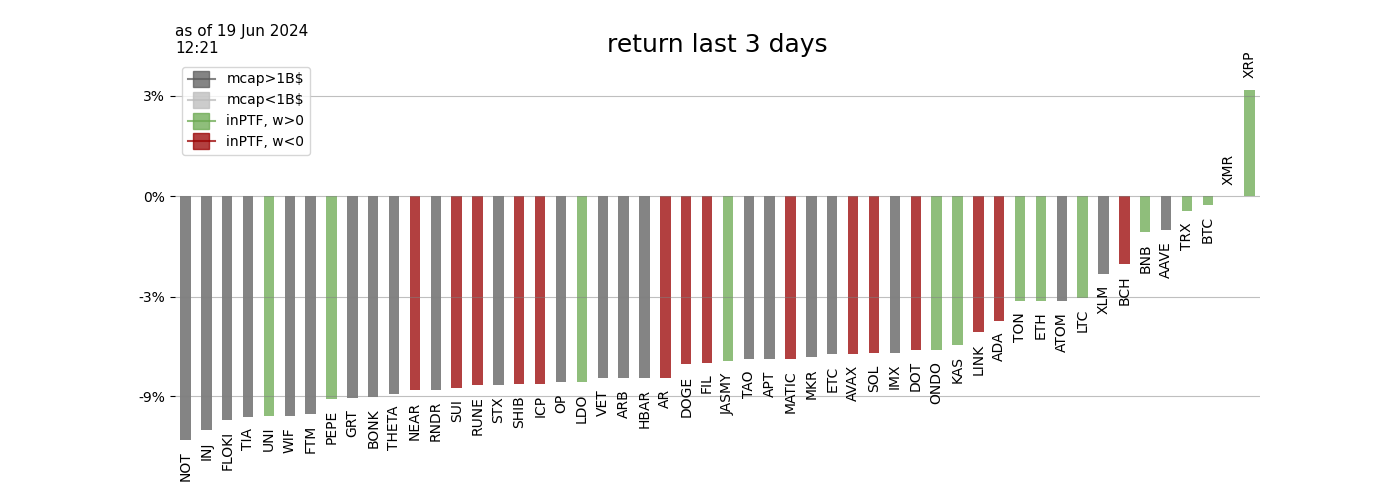 as of 19 Jun 2024
12:21
return last 3 days
mcap>1B$
mcap<1B$
inPTF, w>0
inPTF, w<0
3%
0%
-3%
-9%
NOT
INJ
FLOKI
TIA
UNI
WIF
FTM
PEPE
GRT
BONK
THETA
NEAR
RNDR
SUI
RUNE
STX
SHIB
ICP
OP
LDO
VET
ARB
HBAR
AR
DOGE
FIL
JASMY
TAO
APT
MATIC
MKR
ETC
AVAX
SOL
IMX
DOT
ONDO
KAS
LINK
ADA
TON
ETH
ATOM
LTC
XLM
BCH
BNB
AAVE
TRX
BTC
XMR
XRP